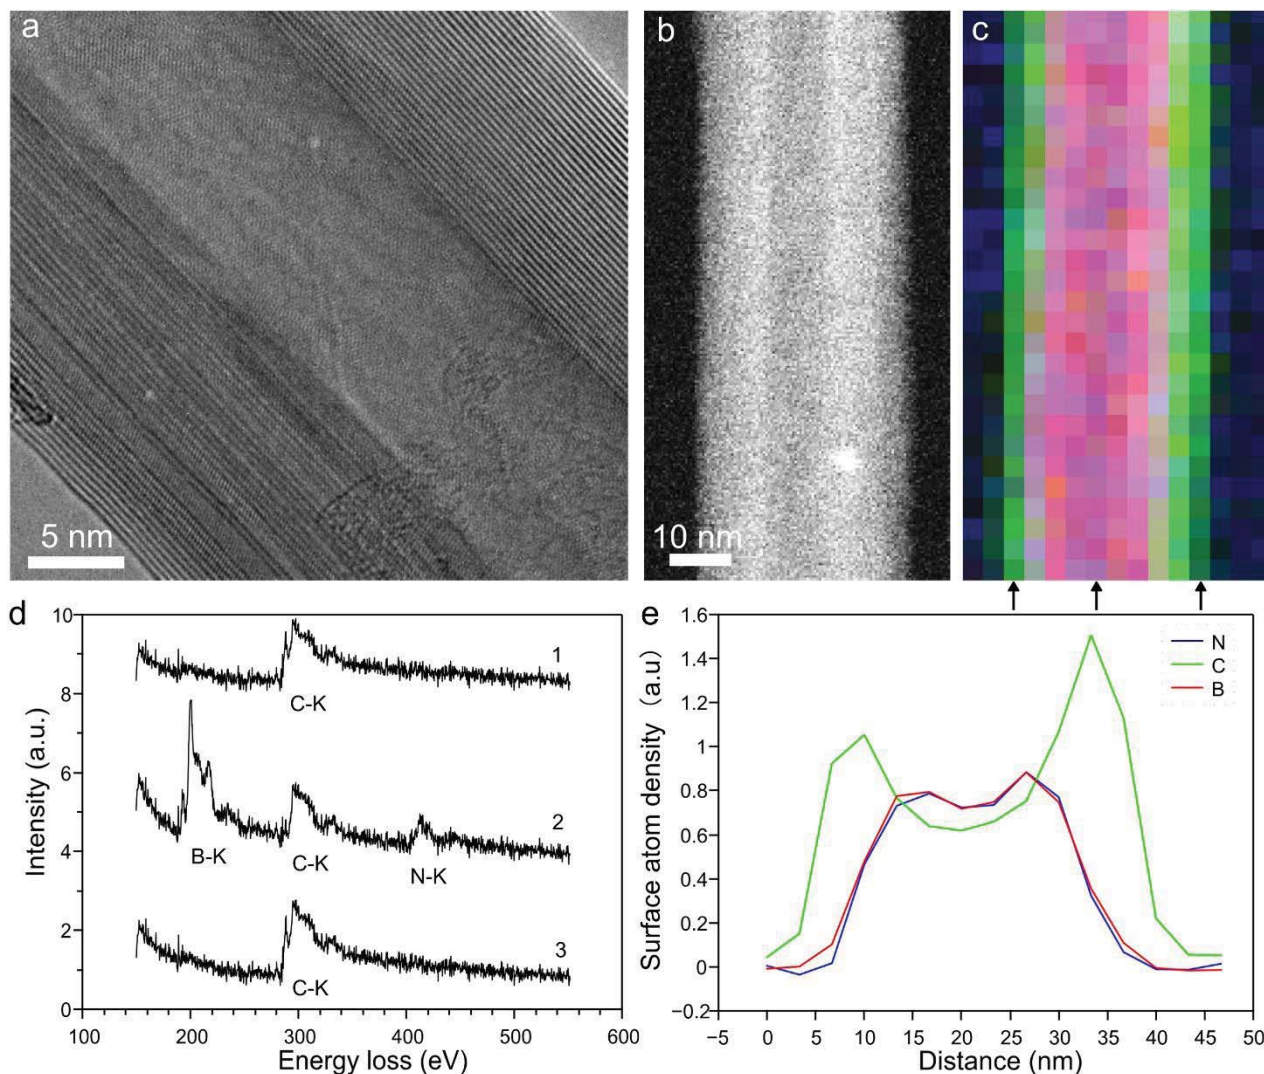 a
5 nm
b
10 nm
c
d
10
8
6
4
2
0
100
200
300
400
500
600
Intensity (a.u.)
Energy loss (eV)
1
C-K
2
B-K
C-K
N-K
3
C-K
e
1.6
1.4
1.2
1
0.8
0.6
0.4
0.2
0
−0.2
−5
0
5
10
15
20
25
30
35
40
45
50
Surface atom density (a.u)
Distance (nm)
N
C
B